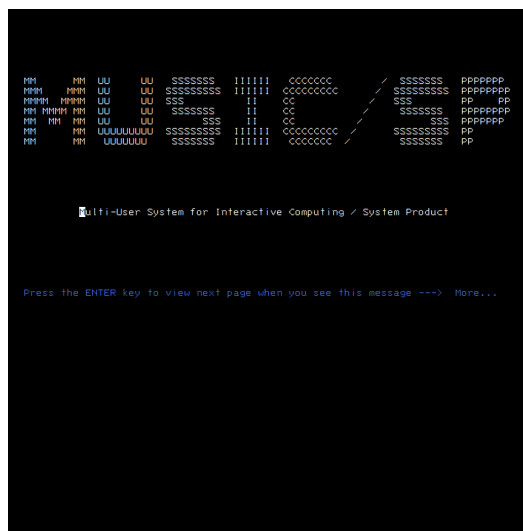 MUSIC/SP
Multi-User System for Interactive Computing / System Product
Press the ENTER key to view next page when you see this message ---> More...